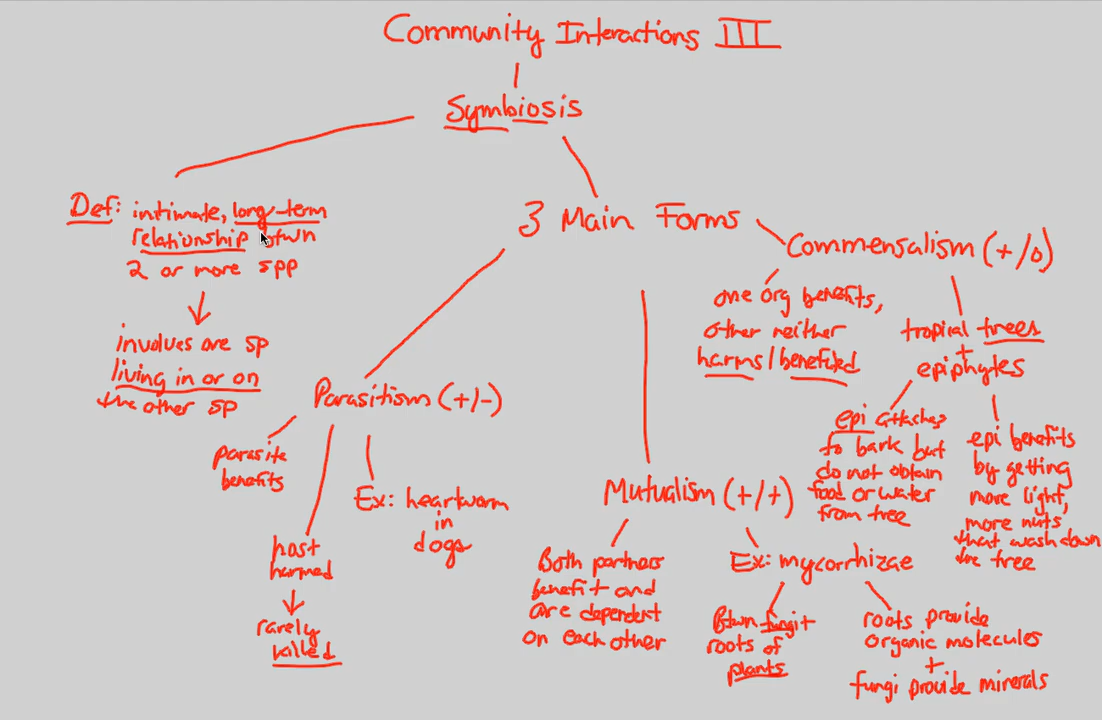 Community Interactions III
Symbiosis
Def: intimate, long-term
relationship btwn
2 or more spp
involves one sp
living in or on
the other sp
3 Main Forms
Parasitism (+/-)
parasite
benefits
host
harmed
rarely
killed
Ex: heartworm
in
dogs
Mutualism (+/+)
Both partners
benefit and
are dependent
on each other
Ex: mycorrhizae
Btwn fungi +
roots of
plants
roots provide
organic molecules
+
fungi provide minerals
Commensalism (+/0)
one org benefits,
other neither
harms/benefited
tropical trees
+
epiphytes
epi attaches
to bark but
do not obtain
food or water
from tree
epi benefits
by getting
more light,
more nuts
that wash down
the tree